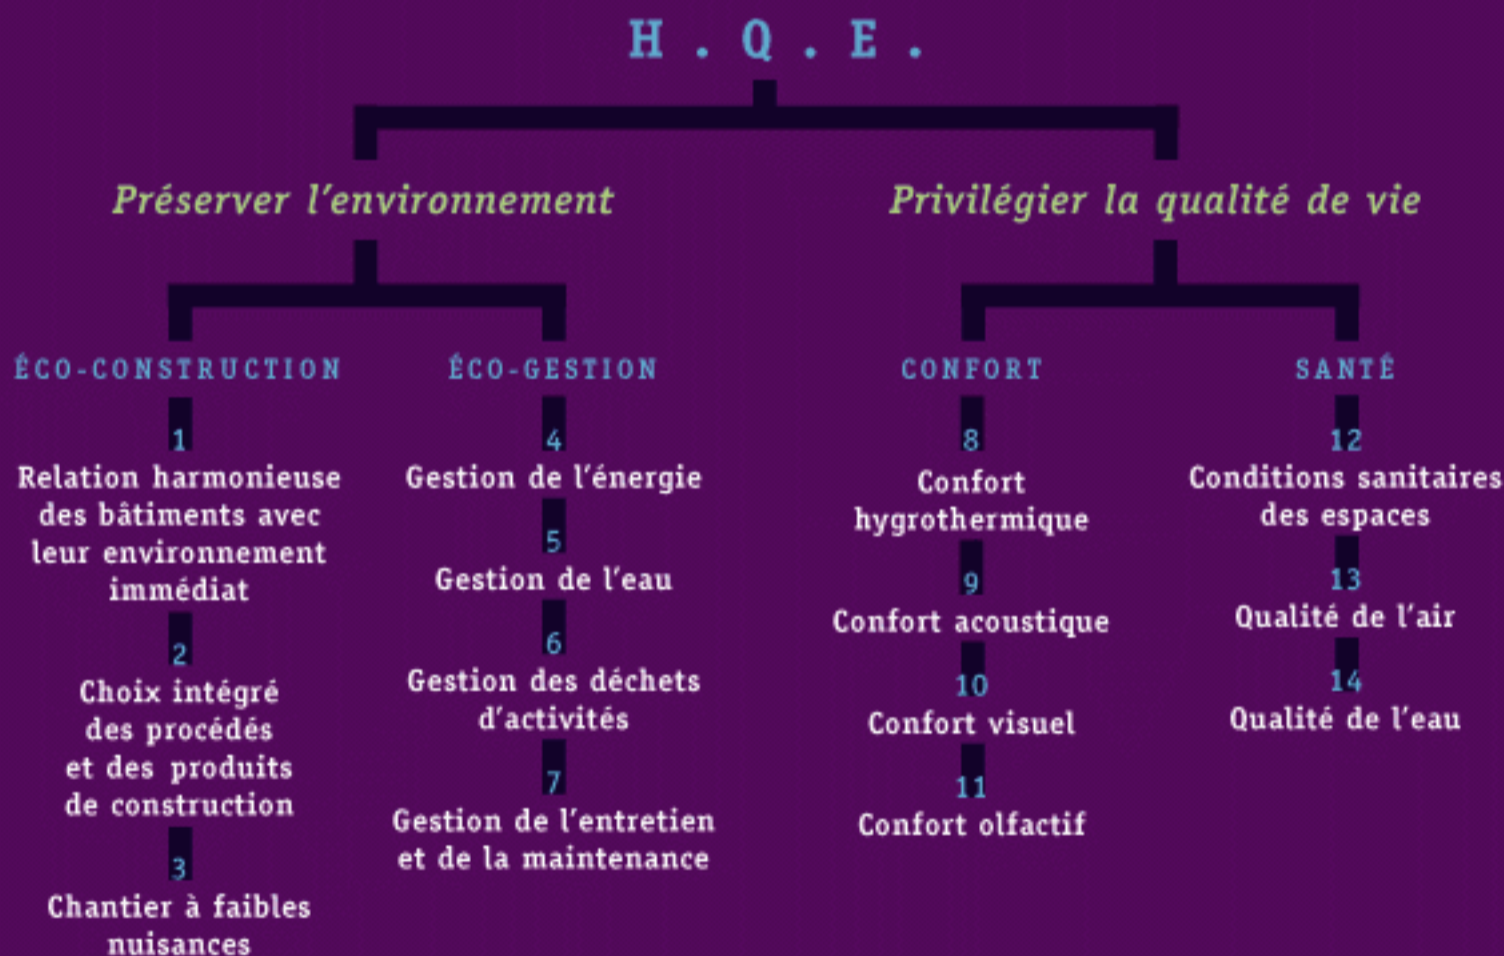 H.Q.E.
Préserver l'environnement
Privilégier la qualité de vie
ÉCO-CONSTRUCTION
1
Relation harmonieuse
des bâtiments avec
leur environnement
immédiat
2
Choix intégré
des procédés
et des produits
de construction
3
Chantier à faibles
nuisances
ÉCO-GESTION
4
Gestion de l'énergie
5
Gestion de l'eau
6
Gestion des déchets
d'activités
7
Gestion de l'entretien
et de la maintenance
CONFORT
8
Confort
hygrothermique
9
Confort acoustique
10
Confort visuel
11
Confort olfactif
SANTÉ
12
Conditions sanitaires
des espaces
13
Qualité de l'air
14
Qualité de l'eau